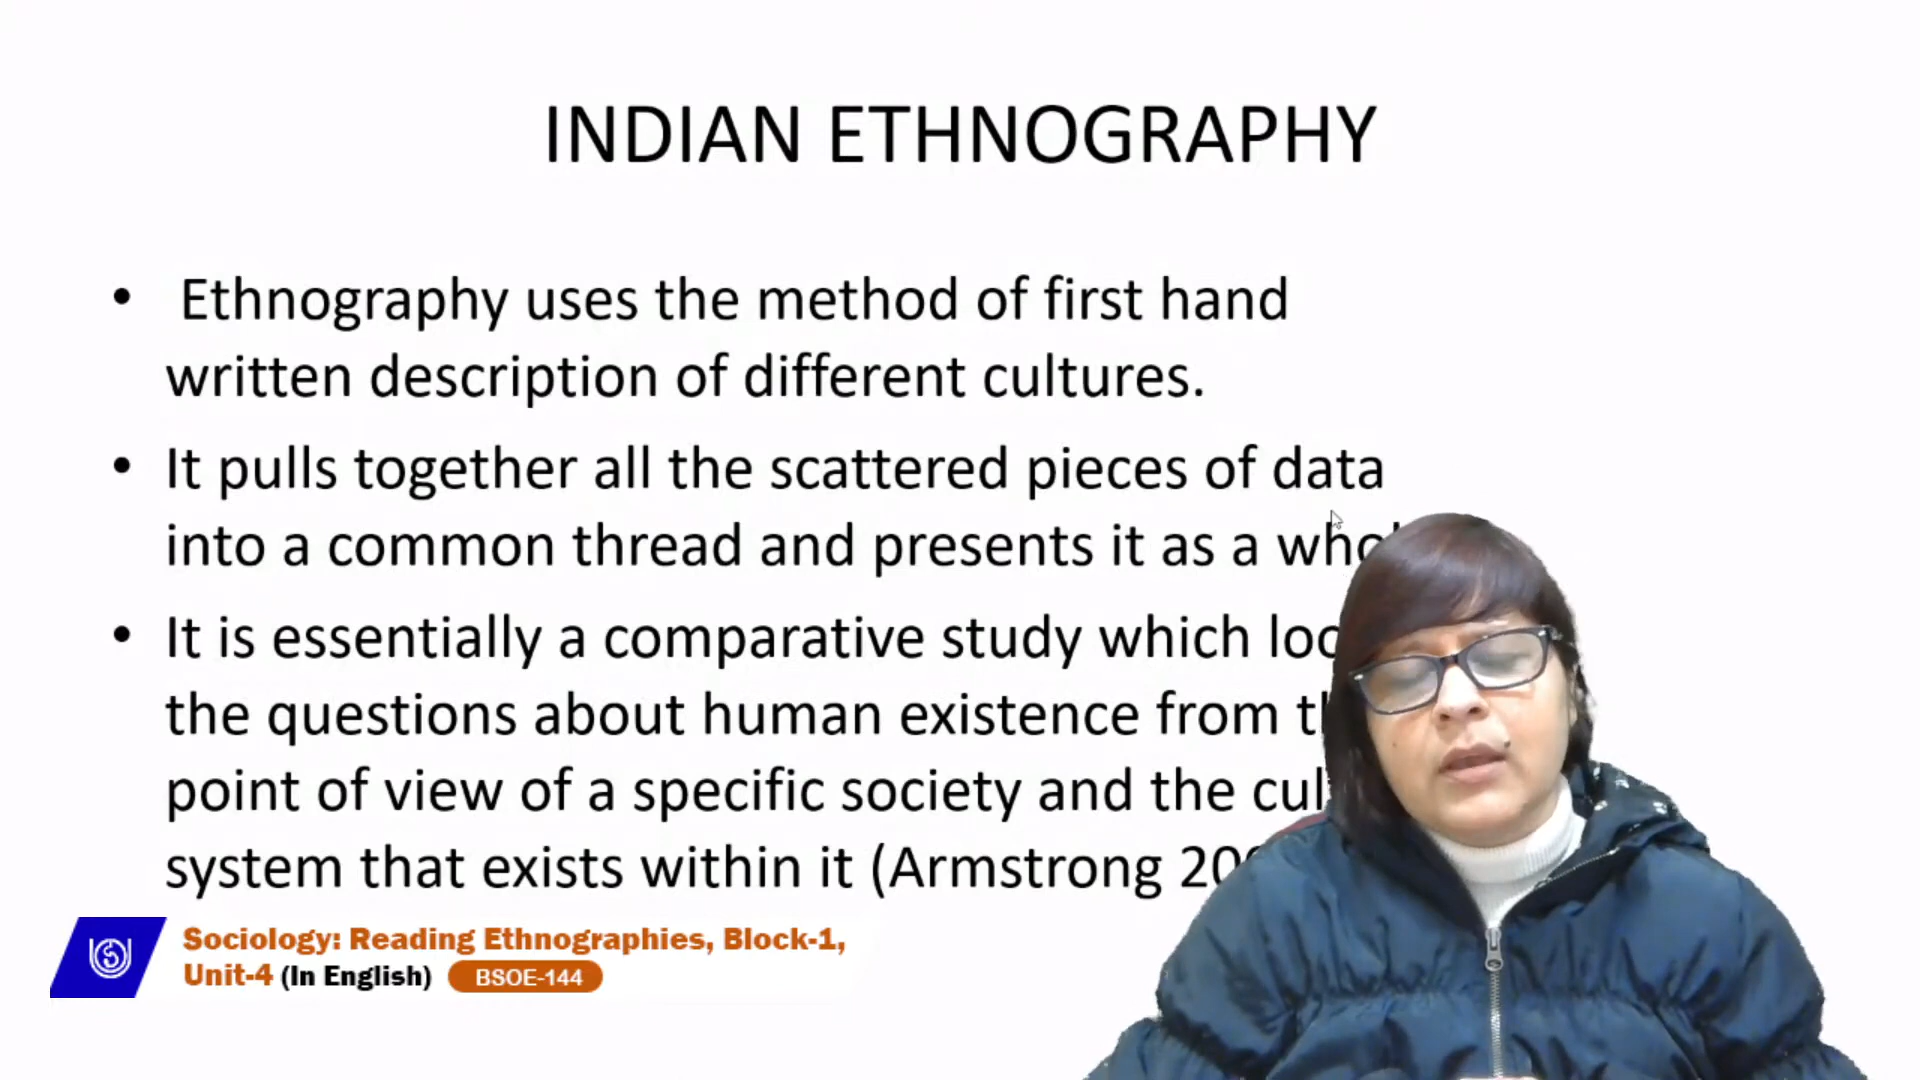 INDIAN ETHNOGRAPHY
• Ethnography uses the method of first hand
written description of different cultures.
• It pulls together all the scattered pieces of data
into a common thread and presents it as a
• It is essentially a comparative study which
the questions about human existence from
point of view of a specific society and the
system that exists within it (Armstrong
Sociology: Reading Ethnographies, Block-1,
Unit-4 (In English) BSOE-144